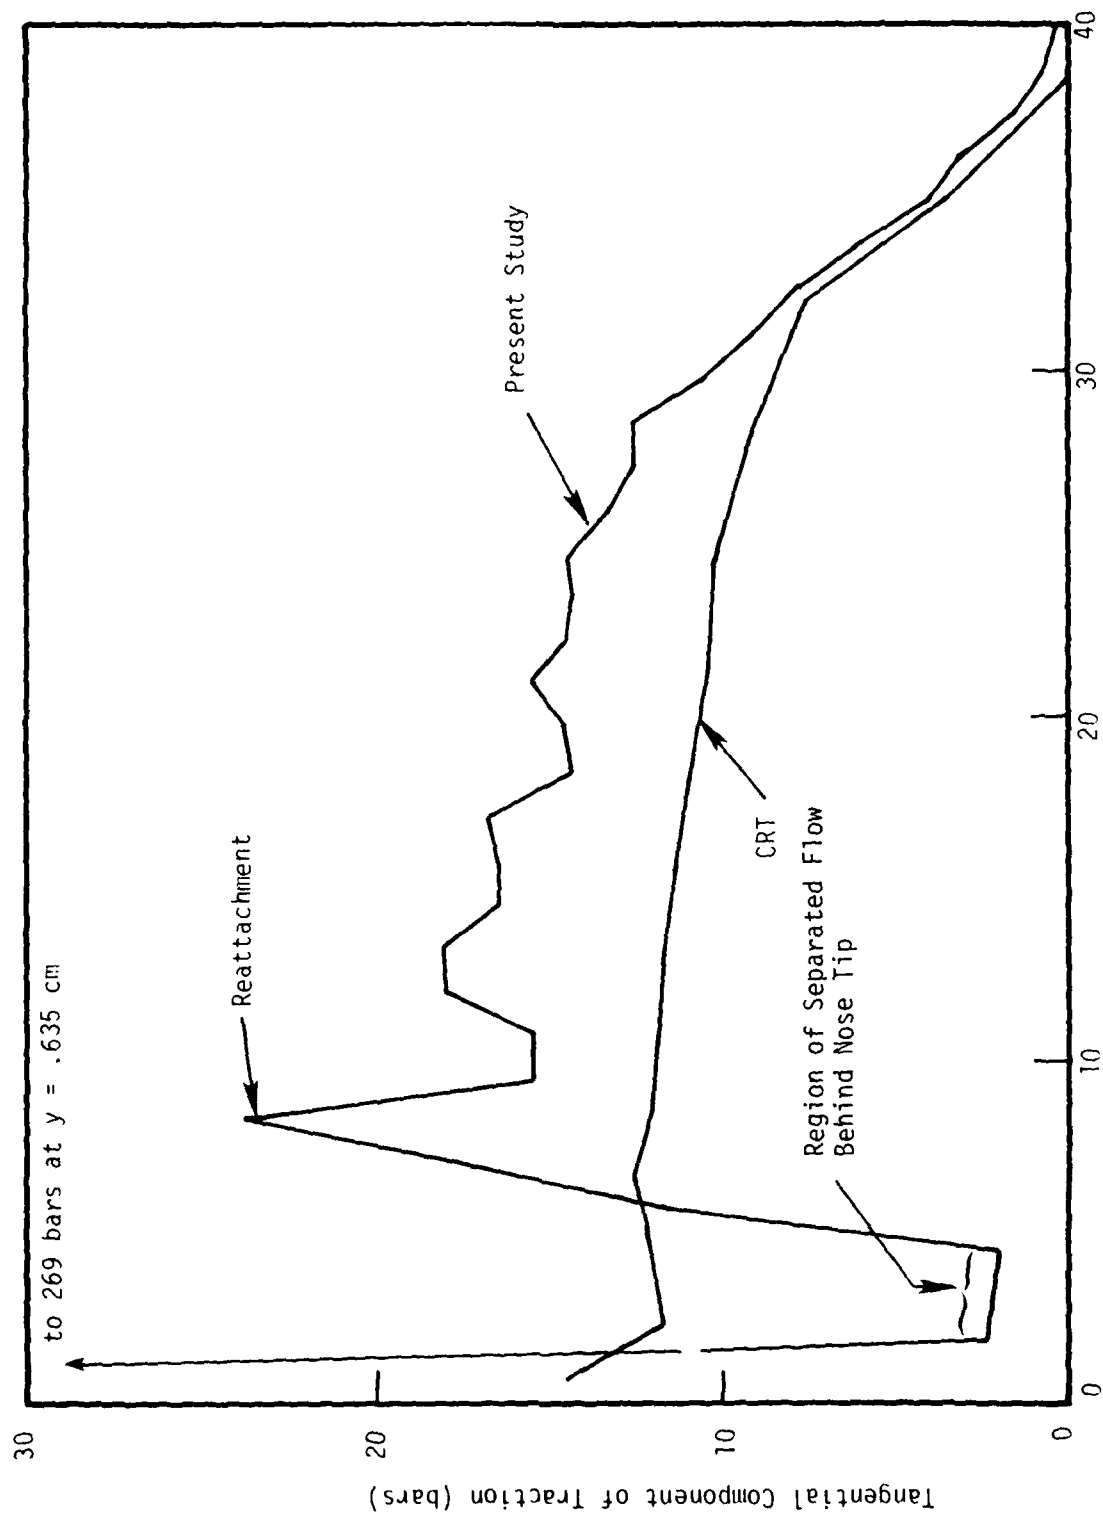 to 269 bars at y = .635 cm
Reattachment
Present Study
CRT
Region of Separated Flow
Behind Nose Tip
Tangential Component of Traction (bars)
30
20
10
0
0
10
20
30
40